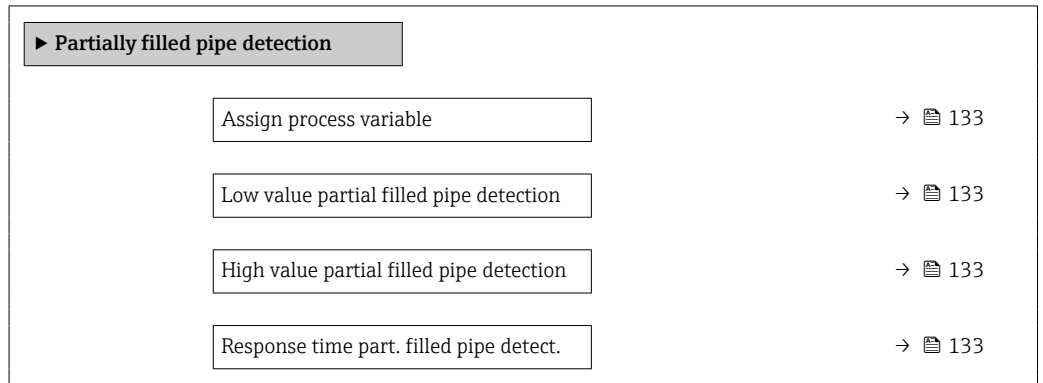 ▶ Partially filled pipe detection
Assign process variable → 🖹 133
Low value partial filled pipe detection → 🖹 133
High value partial filled pipe detection → 🖹 133
Response time part. filled pipe detect. → 🖹 133